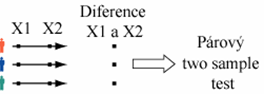 Diference
X1 X2
X1 a X2
Párový
two sample
test